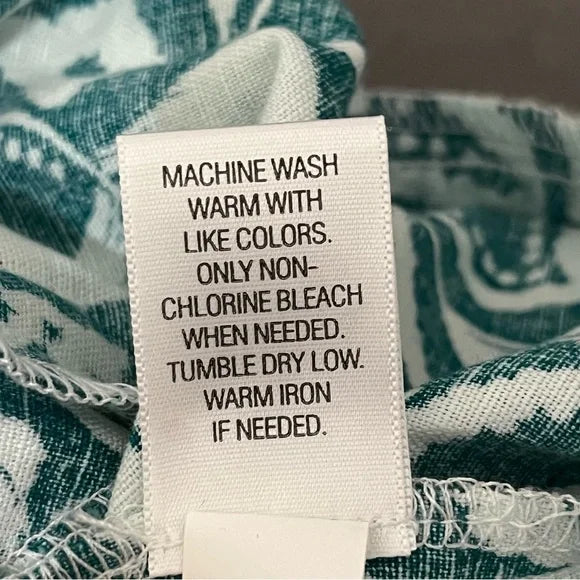 MACHINE WASH
WARM WITH
LIKE COLORS.
ONLY NON-
CHLORINE BLEACH
WHEN NEEDED.
TUMBLE DRY LOW.
WARM IRON
IF NEEDED.